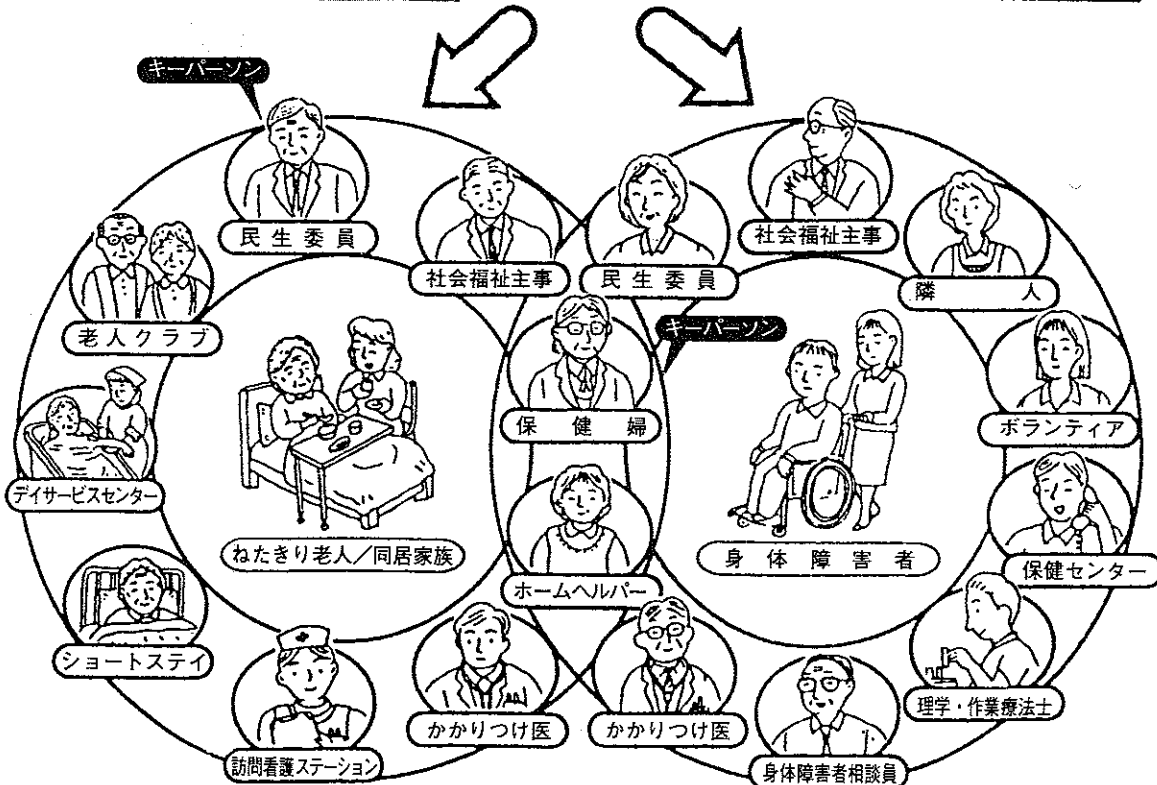 キーパーソン
民生委員
社会福祉主事
老人クラブ
デイサービスセンター
ショートステイ
訪問看護ステーション
かかりつけ医
ねたきり老人／同居家族
民生委員
社会福祉主事
隣人
キーパーソン
保健婦
ホームヘルパー
ボランティア
保健センター
理学・作業療法士
身体障害者相談員
かかりつけ医
身体障害者